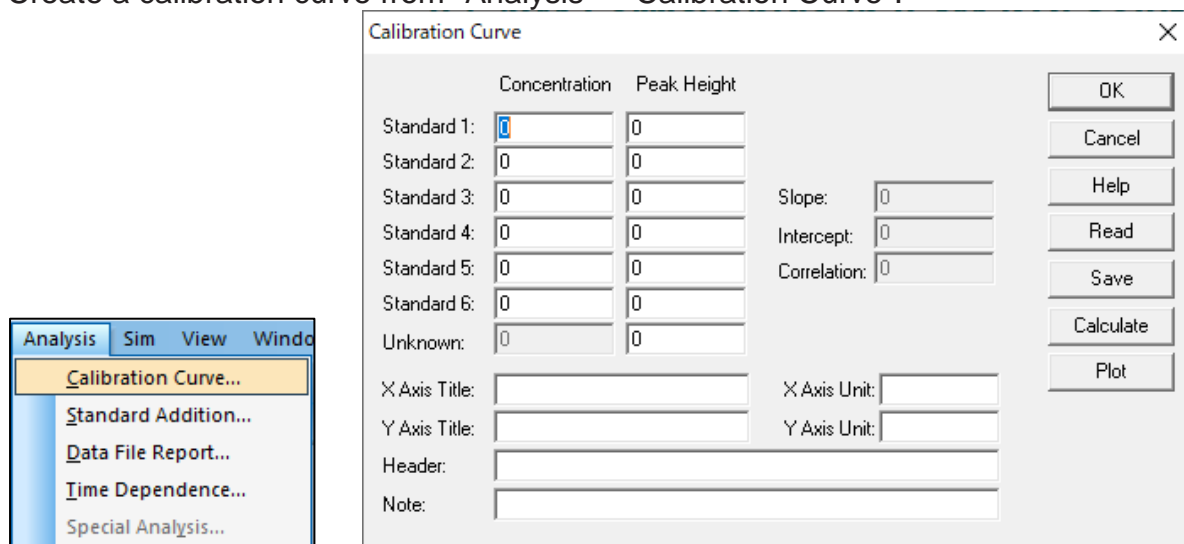 Calibration Curve
Concentration Peak Height
OK
Standard 1: 0 0
Cancel
Standard 2: 0 0
Standard 3: 0 0 Slope: 0 Help
Standard 4: 0 0 Intercept: 0 Read
Standard 5: 0 0 Correlation: 0 Save
Standard 6: 0 0
Unknown: 0 0 Calculate
Plot
X Axis Title: X Axis Unit:
Y Axis Title: Y Axis Unit:
Header:
Note:
Analysis Sim View Windo
Calibration Curve...
Standard Addition...
Data File Report...
Time Dependence...
Special Analysis...